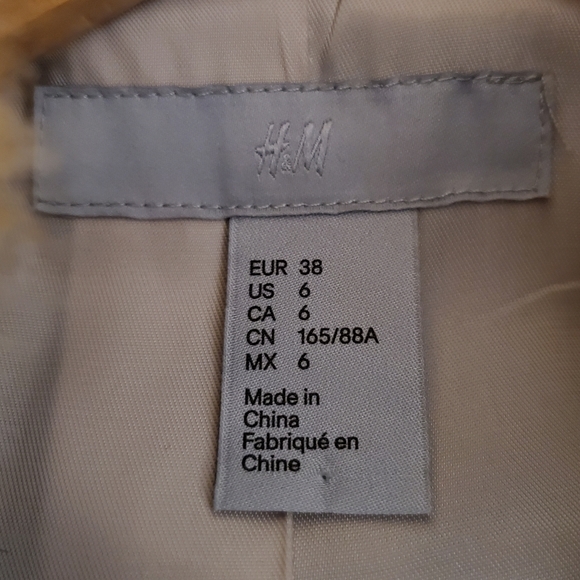 H&M
EUR 38
US 6
CA 6
CN 165/88A
MX 6
Made in
China
Fabriqué en
Chine